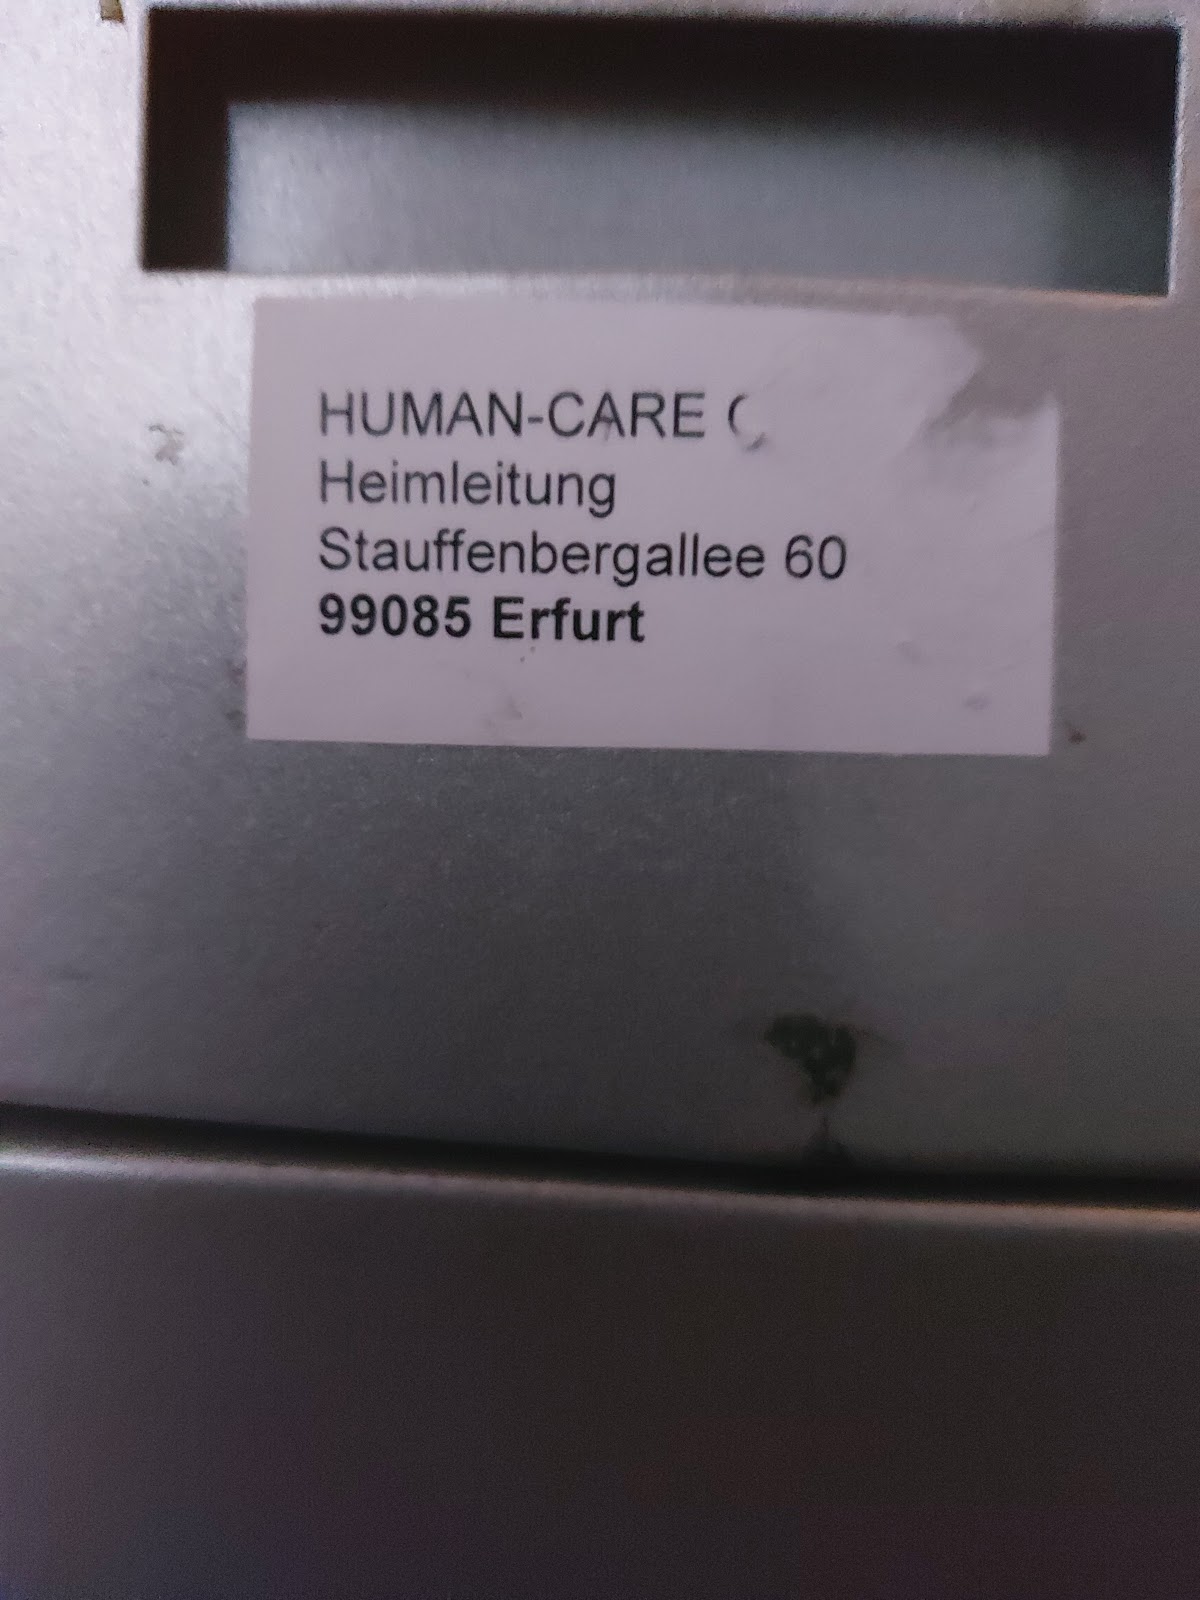 HUMAN-CARE
Heimleitung
Stauffenbergallee 60
99085 Erfurt